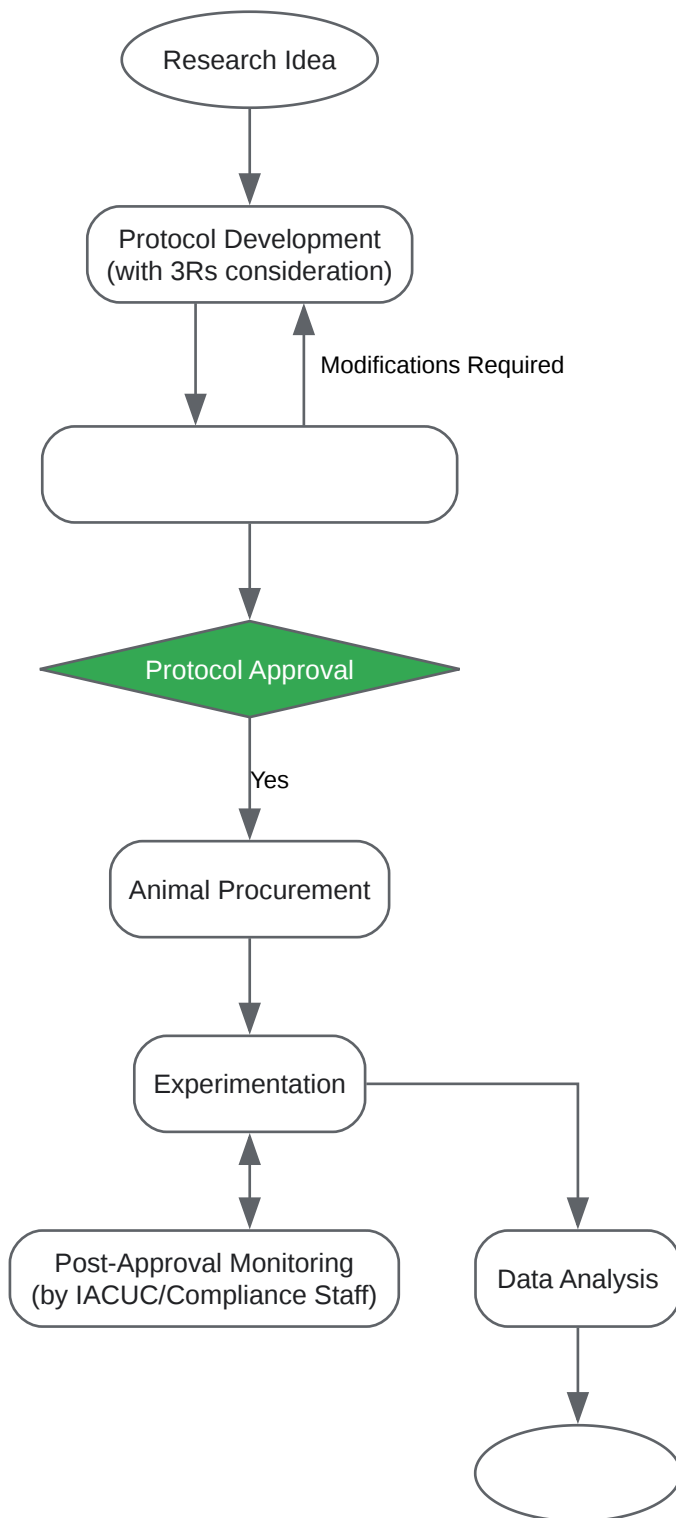 Research Idea
Protocol Development
(with 3Rs consideration)
Modifications Required
Protocol Approval
Yes
Animal Procurement
Experimentation
Post-Approval Monitoring
(by IACUC/Compliance Staff)
Data Analysis